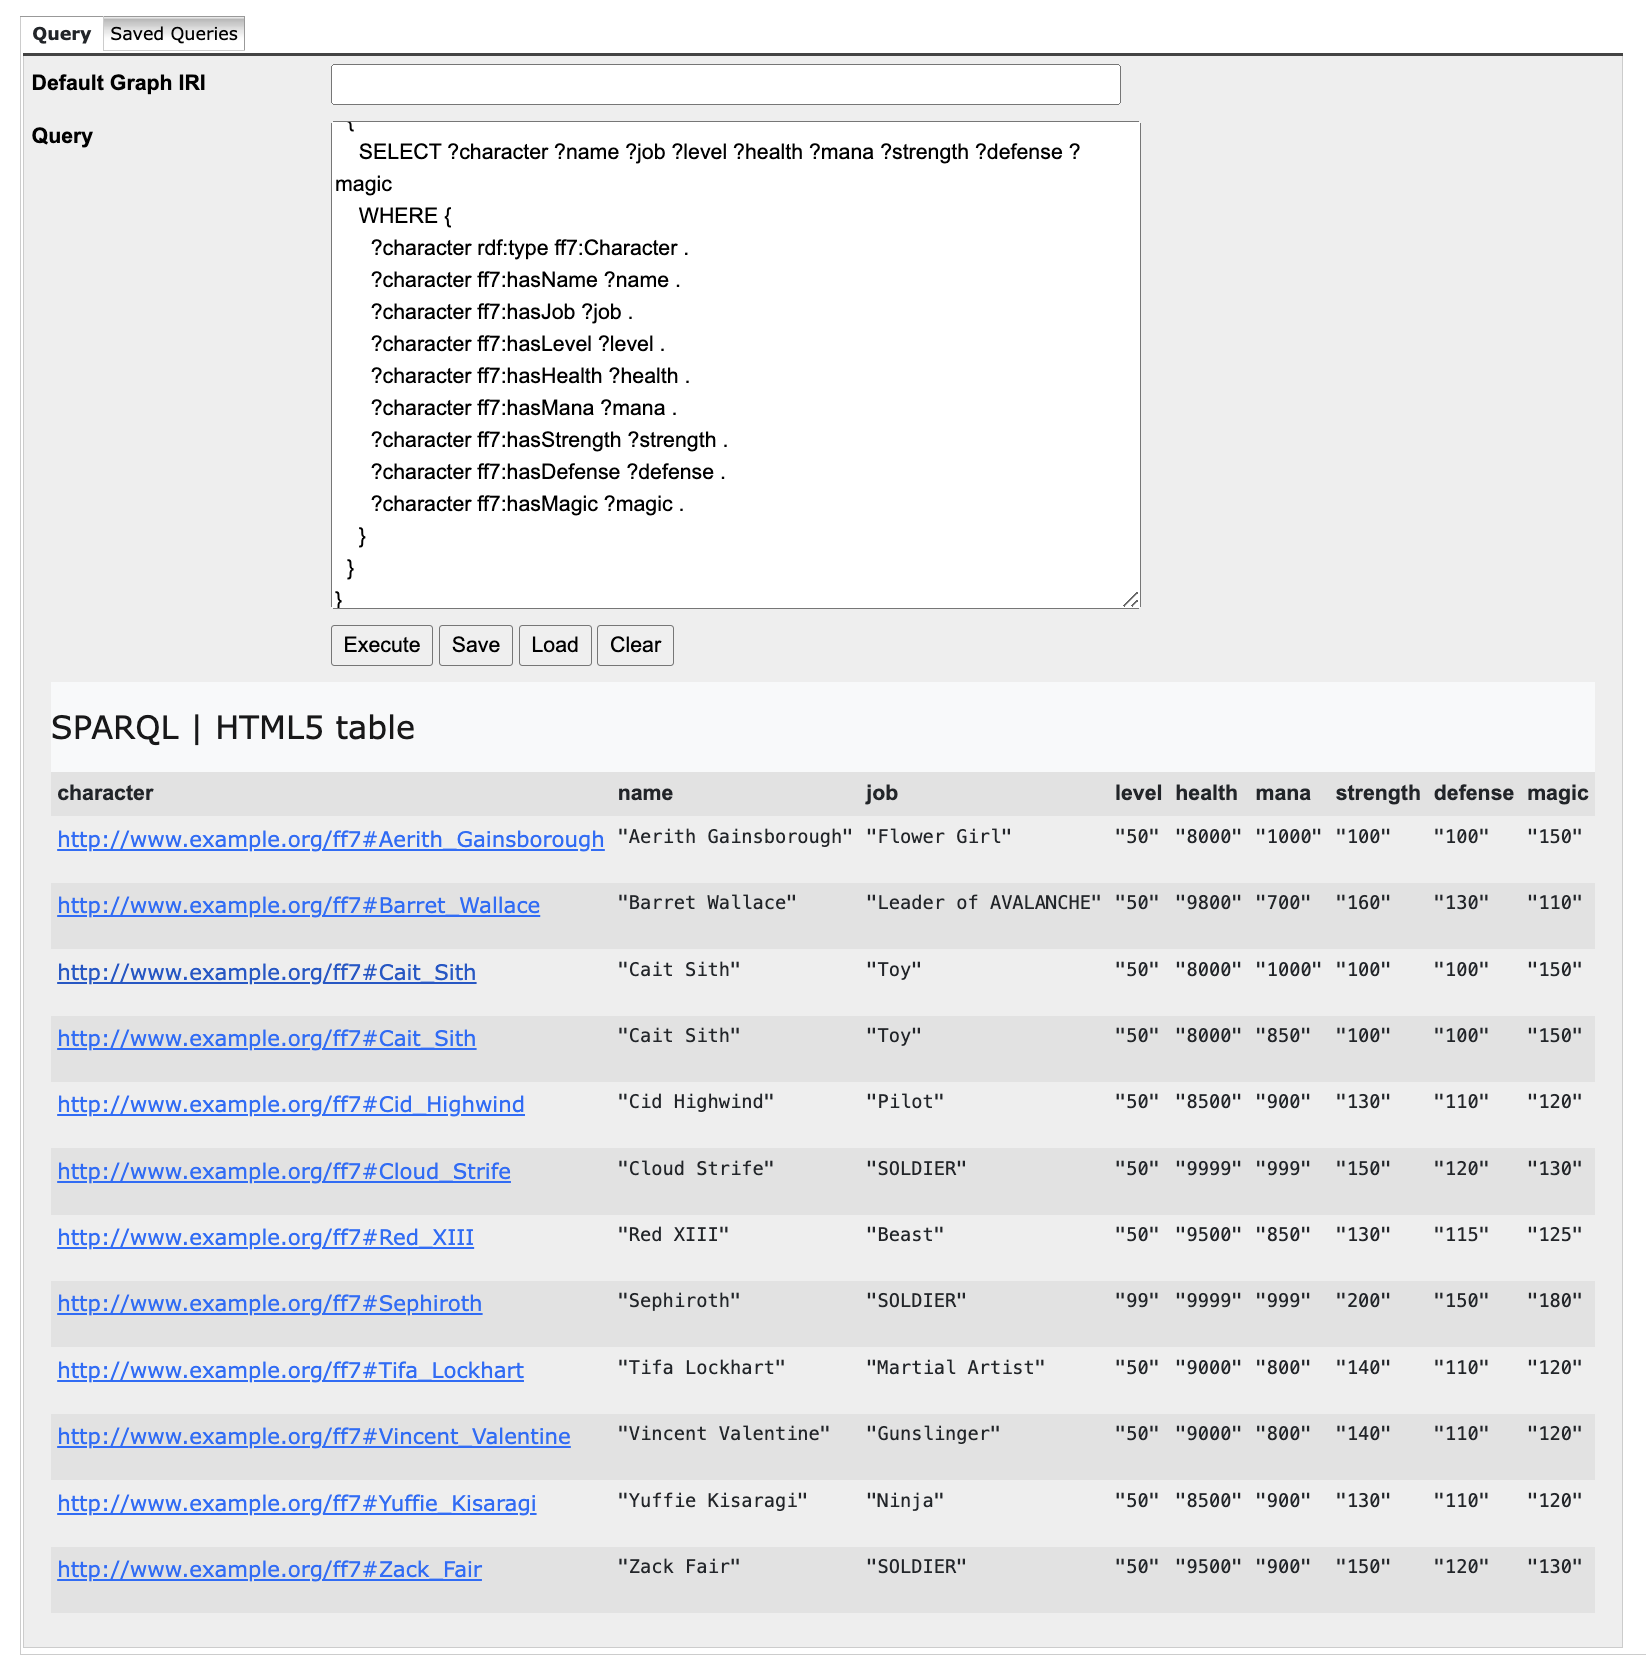 Query Saved Queries
Default Graph IRI
Query
{
SELECT ?character ?name ?job ?level ?health ?mana ?strength ?defense ?
magic
WHERE {
?character rdf:type ff7:Character .
?character ff7:hasName ?name .
?character ff7:hasJob ?job .
?character ff7:hasLevel ?level .
?character ff7:hasHealth ?health .
?character ff7:hasMana ?mana .
?character ff7:hasStrength ?strength .
?character ff7:hasDefense ?defense .
?character ff7:hasMagic ?magic .
}
}
}
Execute Save Load Clear
SPARQL | HTML5 table
character name job level health mana strength defense magic
http://www.example.org/ff7#Aerith_Gainsborough "Aerith Gainsborough" "Flower Girl" "50" "8000" "1000" "100" "100" "150"
http://www.example.org/ff7#Barret_Wallace "Barret Wallace" "Leader of AVALANCHE" "50" "9800" "700" "160" "130" "110"
http://www.example.org/ff7#Cait_Sith "Cait Sith" "Toy" "50" "8000" "1000" "100" "100" "150"
http://www.example.org/ff7#Cait_Sith "Cait Sith" "Toy" "50" "8000" "850" "100" "100" "150"
http://www.example.org/ff7#Cid_Highwind "Cid Highwind" "Pilot" "50" "8500" "900" "130" "110" "120"
http://www.example.org/ff7#Cloud_Strife "Cloud Strife" "SOLDIER" "50" "9999" "999" "150" "120" "130"
http://www.example.org/ff7#Red_XIII "Red XIII" "Beast" "50" "9500" "850" "130" "115" "125"
http://www.example.org/ff7#Sephiroth "Sephiroth" "SOLDIER" "99" "9999" "999" "200" "150" "180"
http://www.example.org/ff7#Tifa_Lockhart "Tifa Lockhart" "Martial Artist" "50" "9000" "800" "140" "110" "120"
http://www.example.org/ff7#Vincent_Valentine "Vincent Valentine" "Gunslinger" "50" "9000" "800" "140" "110" "120"
http://www.example.org/ff7#Yuffie_Kisaragi "Yuffie Kisaragi" "Ninja" "50" "8500" "900" "130" "110" "120"
http://www.example.org/ff7#Zack_Fair "Zack Fair" "SOLDIER" "50" "9500" "900" "150" "120" "130"